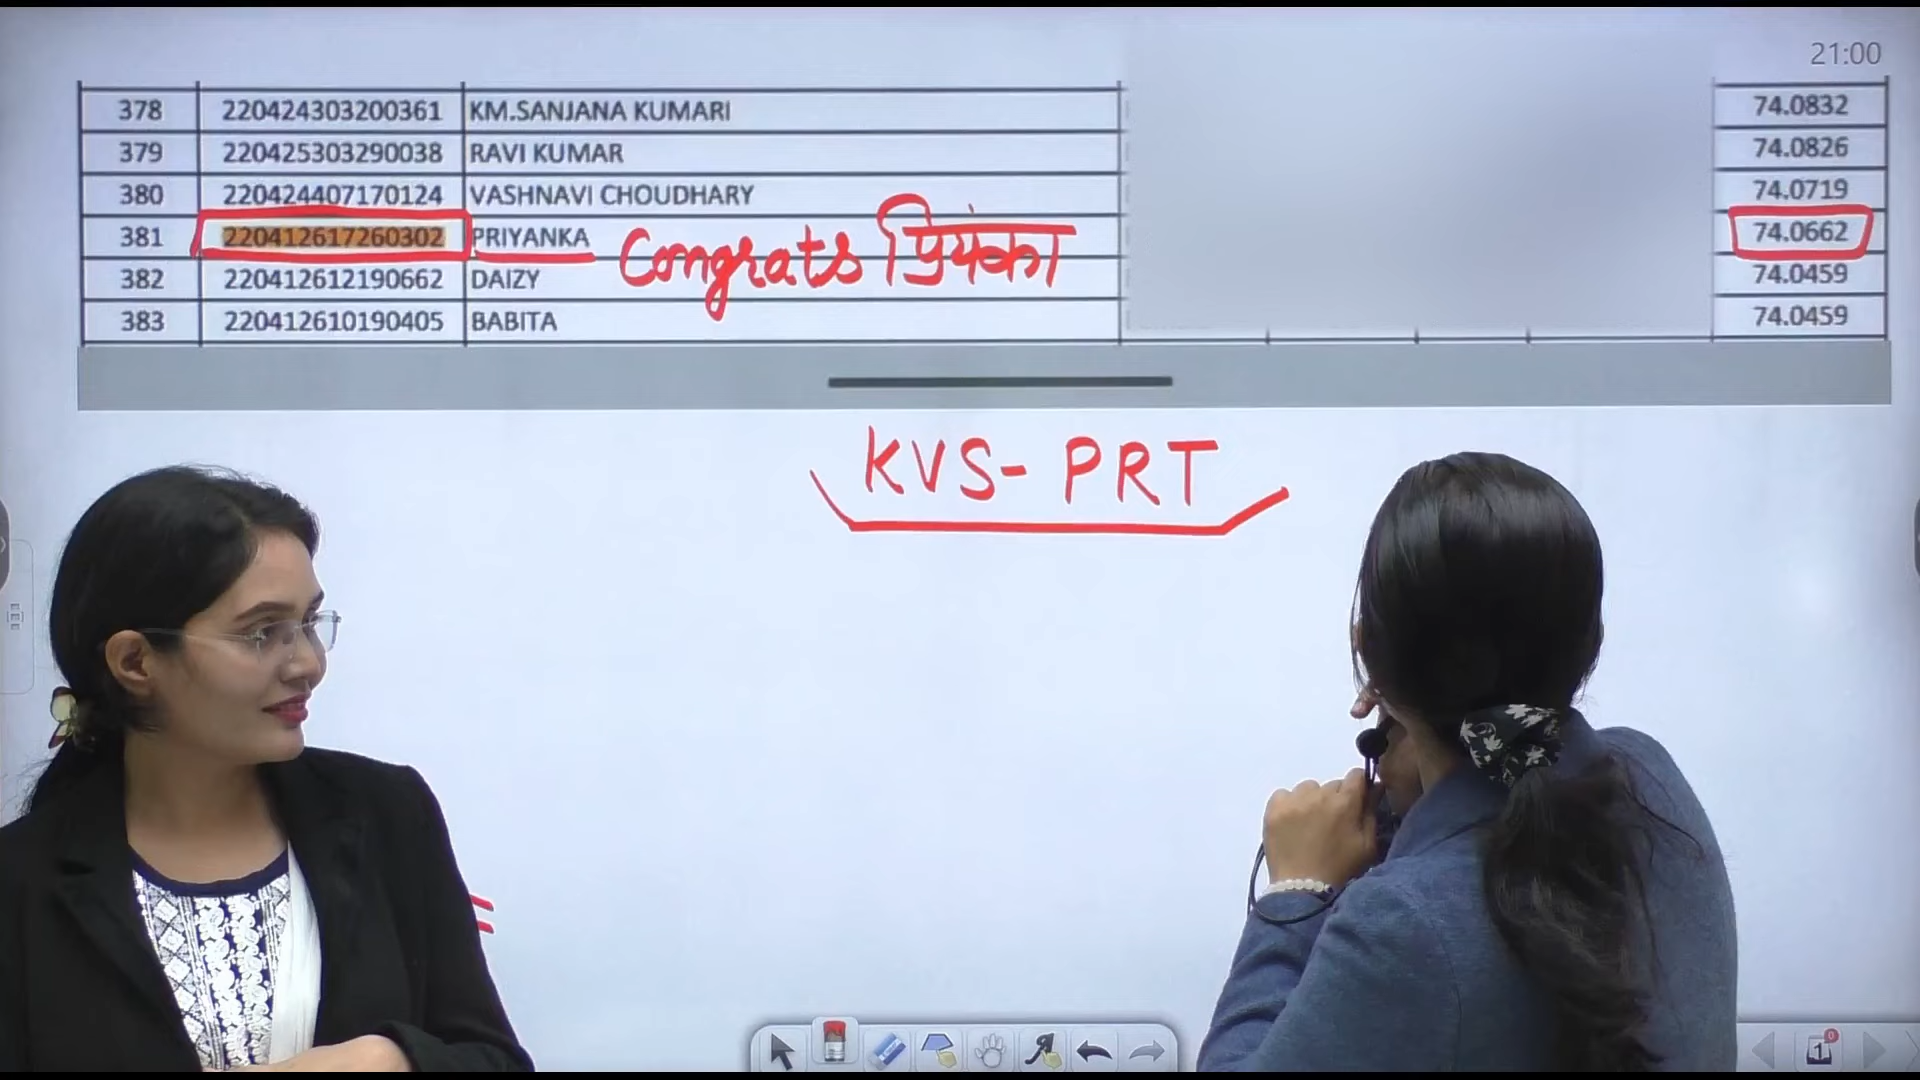 21:00
378 220424303200361 KM.SANJANA KUMARI 74.0832
379 220425303290038 RAVI KUMAR 74.0826
380 220424407170124 VASHNAVI CHOUDHARY 74.0719
381 220412617260302 PRIYANKA Congrats प्रियंका 74.0662
382 220412612190662 DAIZY 74.0459
383 220412610190405 BABITA 74.0459
KVS- PRT
1